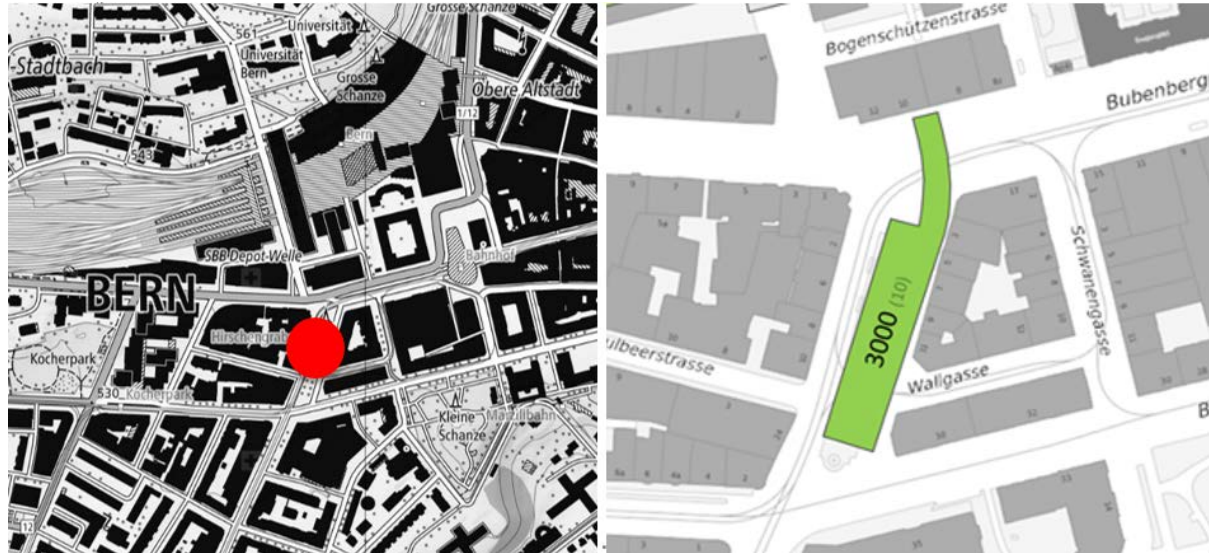 561
Universität
Grosse Schanze
Stadtbach
Universität
Bern
Grosse
Schanze
Obere Altstadt
1/12
Bern
543
SBB Depot-Welle
Bahnhof
BERN
Hirschengrab
Kocherpark
530
Kocherpark
Kleine
Schanze
Marzilibahn
12
Bogenschützenstrasse
Bubenberg
Schwanengasse
3000 (10)
ulbeerstrasse
Wallgasse
B